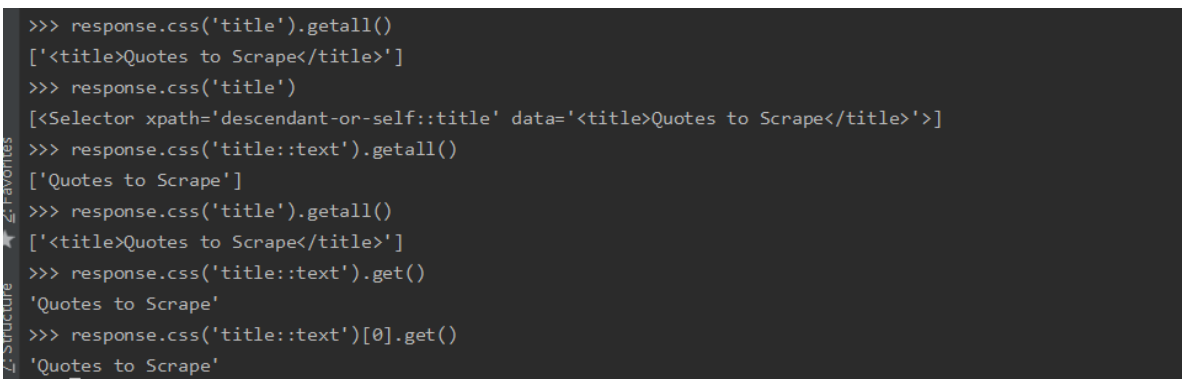 >>> response.css('title').getall()
['<title>Quotes to Scrape</title>']
>>> response.css('title')
[<Selector xpath='descendant-or-self::title' data='<title>Quotes to Scrape</title>'>]
>>> response.css('title::text').getall()
['Quotes to Scrape']
>>> response.css('title').getall()
['<title>Quotes to Scrape</title>']
>>> response.css('title::text').get()
'Quotes to Scrape'
>>> response.css('title::text')[0].get()
'Quotes to Scrape'
2: Favorites
7: Structure